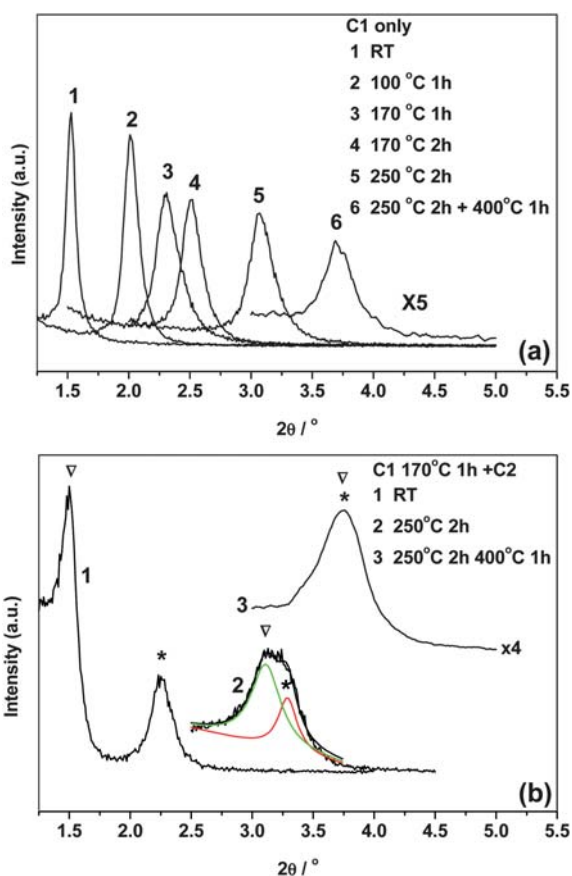 C1 only
1 RT
2 100 °C 1h
3 170 °C 1h
4 170 °C 2h
5 250 °C 2h
6 250 °C 2h + 400°C 1h
1
2
3
4
5
6
X5
(a)
Intensity (a.u.)
1.5 2.0 2.5 3.0 3.5 4.0 4.5 5.0 5.5
2θ / °
C1 170°C 1h +C2
1 RT
2 250°C 2h
3 250°C 2h 400°C 1h
▽
*
1
3
x4
▽
*
2
▽
*
(b)
Intensity (a.u.)
1.5 2.0 2.5 3.0 3.5 4.0 4.5 5.0 5.5
2θ / °